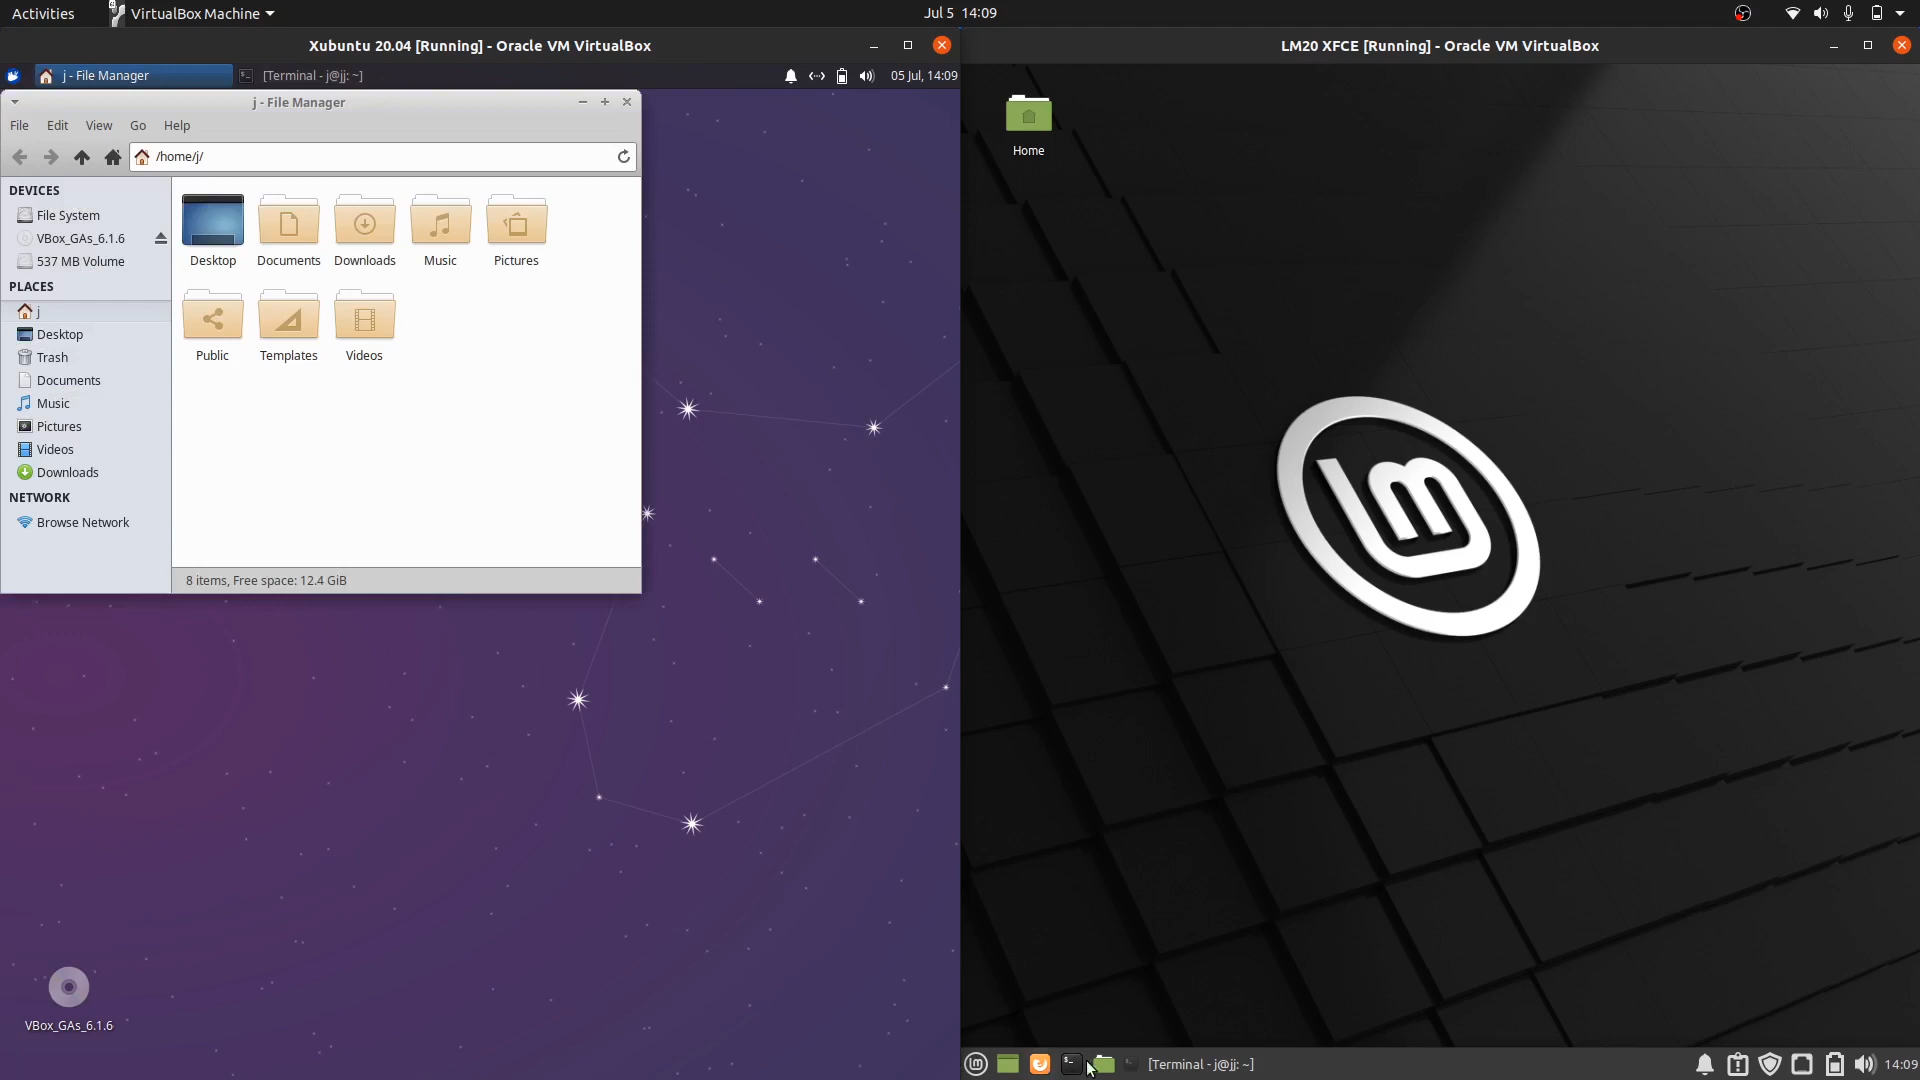 Activities
VirtualBox Machine
Jul 5 14:09
Xubuntu 20.04 [Running] - Oracle VM VirtualBox
LM20 XFCE [Running] - Oracle VM VirtualBox
j - File Manager
[Terminal - j@jj: ~]
05 Jul, 14:09
j - File Manager
File Edit View Go Help
/home/j/
DEVICES
File System
VBox_GAs_6.1.6
537 MB Volume
PLACES
j
Desktop
Trash
Documents
Music
Pictures
Videos
Downloads
NETWORK
Browse Network
Desktop Documents Downloads Music Pictures
Public Templates Videos
8 items, Free space: 12.4 GiB
VBox_GAs_6.1.6
Home
[Terminal - j@jj: ~]
14:09